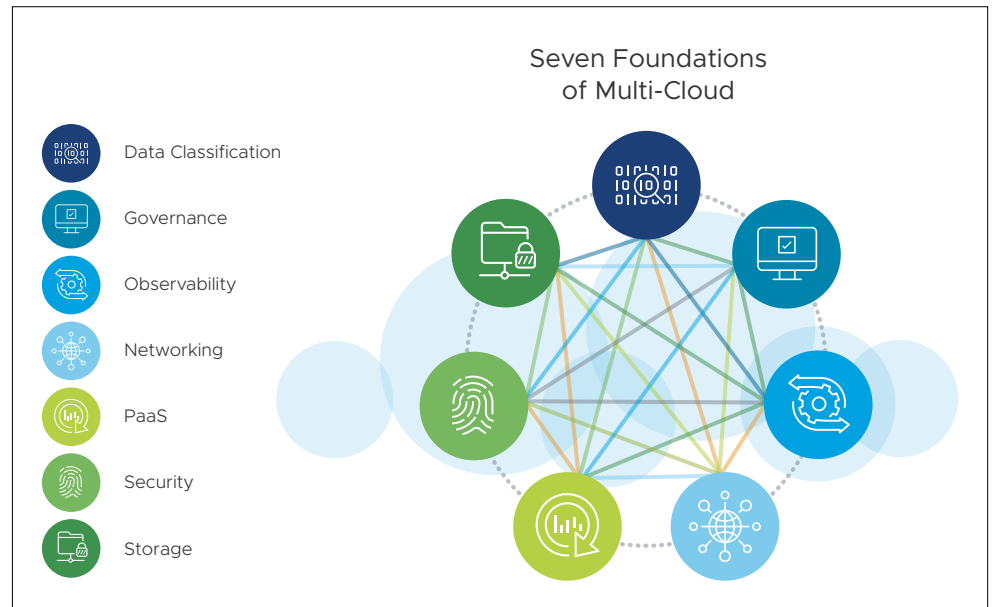 Seven Foundations
of Multi-Cloud
Data Classification
Governance
Observability
Networking
PaaS
Security
Storage